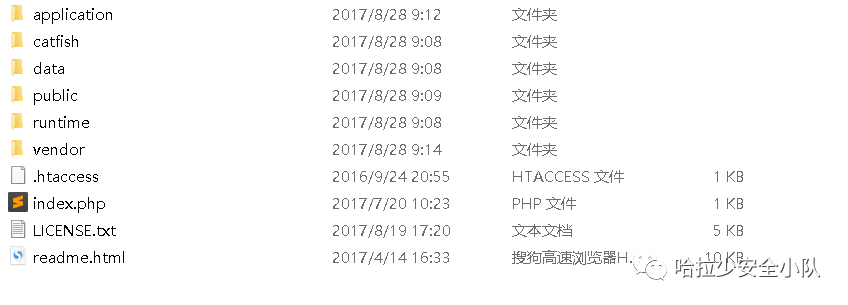 application 2017/8/28 9:12 文件夹
catfish 2017/8/28 9:08 文件夹
data 2017/8/28 9:08 文件夹
public 2017/8/28 9:09 文件夹
runtime 2017/8/28 9:08 文件夹
vendor 2017/8/28 9:14 文件夹
.htaccess 2016/9/24 20:55 HTACCESS 文件 1 KB
index.php 2017/7/20 10:23 PHP 文件 1 KB
LICENSE.txt 2017/8/19 17:20 文本文档 5 KB
readme.html 2017/4/14 16:33 搜狗高速浏览器H... 10 KB
哈拉少安全小队